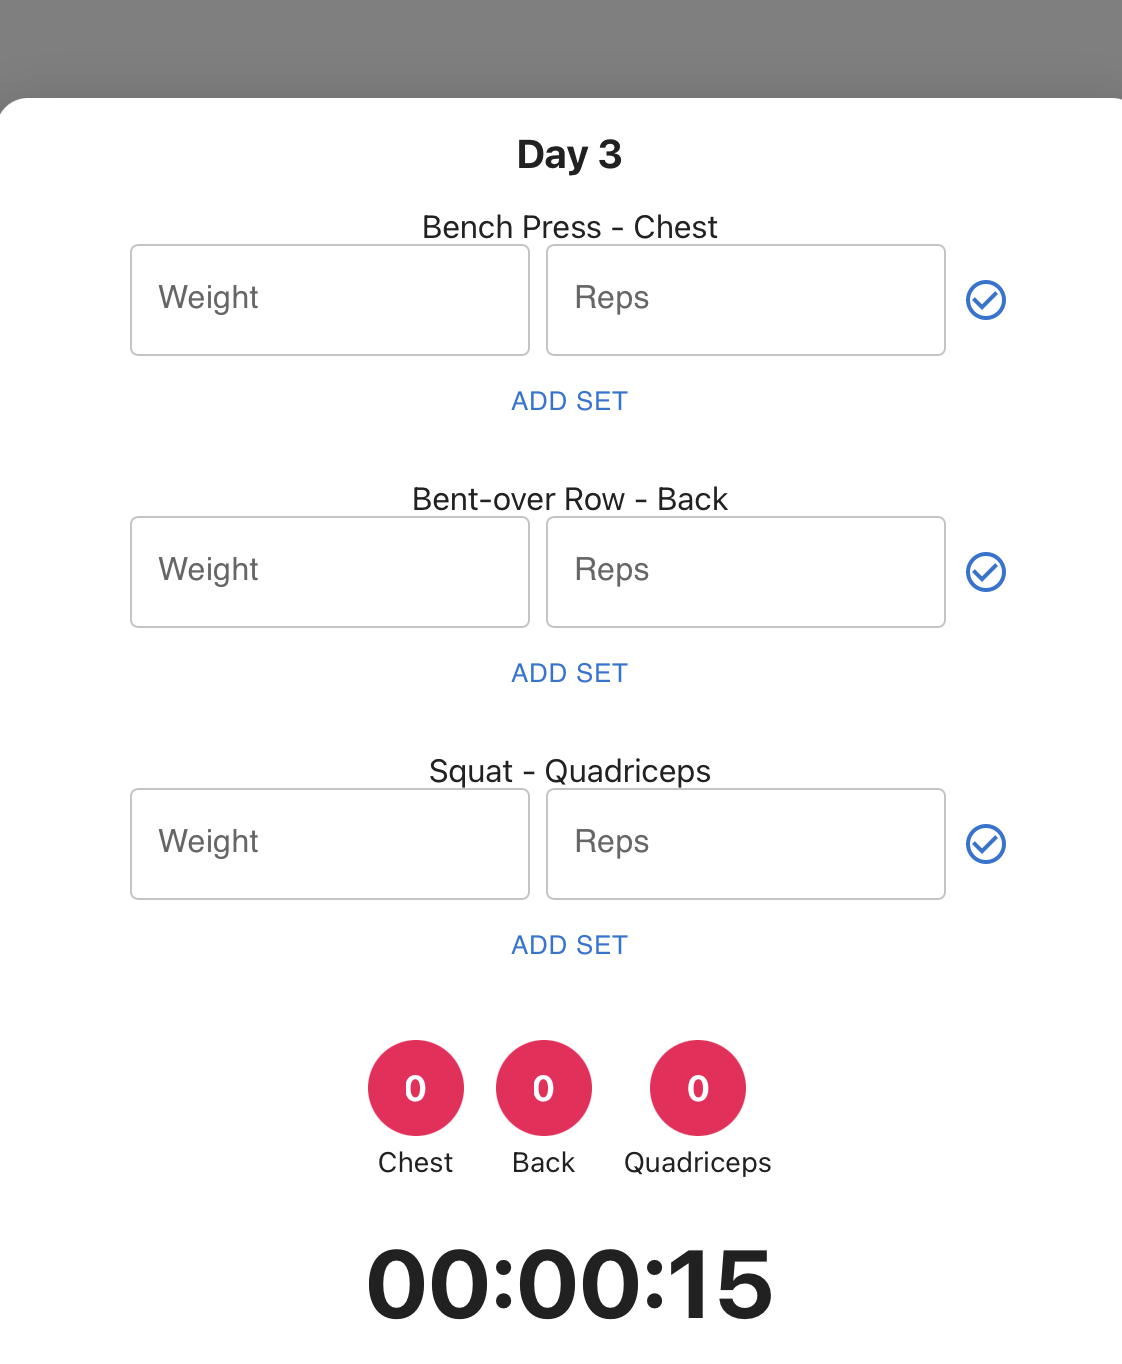 Day 3
Bench Press - Chest
Weight Reps
ADD SET
Bent-over Row - Back
Weight Reps
ADD SET
Squat - Quadriceps
Weight Reps
ADD SET
0 0 0
Chest Back Quadriceps
00:00:15